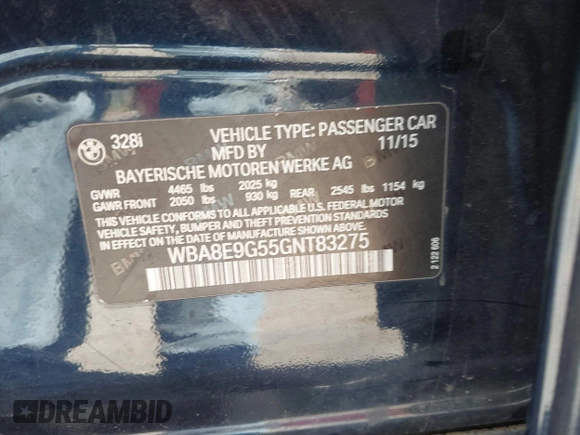 328i VEHICLE TYPE: PASSENGER CAR
MFD BY 11/15
BAYERISCHE MOTOREN WERKE AG
GVWR 4465 lbs 2025 kg
GAWR FRONT 2050 lbs 930 kg REAR 2545 lbs 1154 kg
THIS VEHICLE CONFORMS TO ALL APPLICABLE U.S. FEDERAL MOTOR
VEHICLE SAFETY, BUMPER AND THEFT PREVENTION STANDARDS
IN EFFECT ON THE DATE OF MANUFACTURE SHOWN ABOVE.
WBA8E9G55GNT83275
2 122 606
DREAMBID